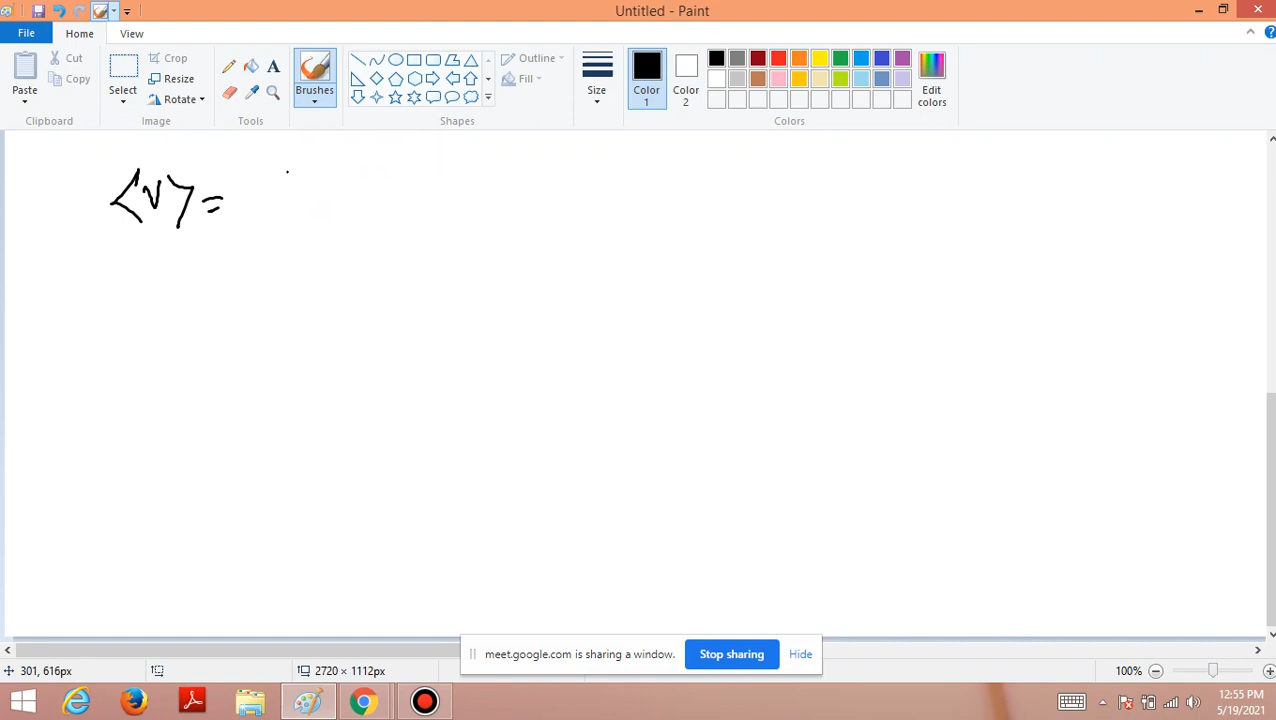 Untitled - Paint
File Home View
Paste
Cut
Copy
Clipboard
Select
Crop
Resize
Rotate
Image
A
Tools
Brushes
Outline
Fill
Shapes
Size
Color 1
Color 2
Edit colors
Colors
<V> =
meet.google.com is sharing a window. Stop sharing Hide
301, 616px 2720 × 1112px 100%
12:55 PM
5/19/2021